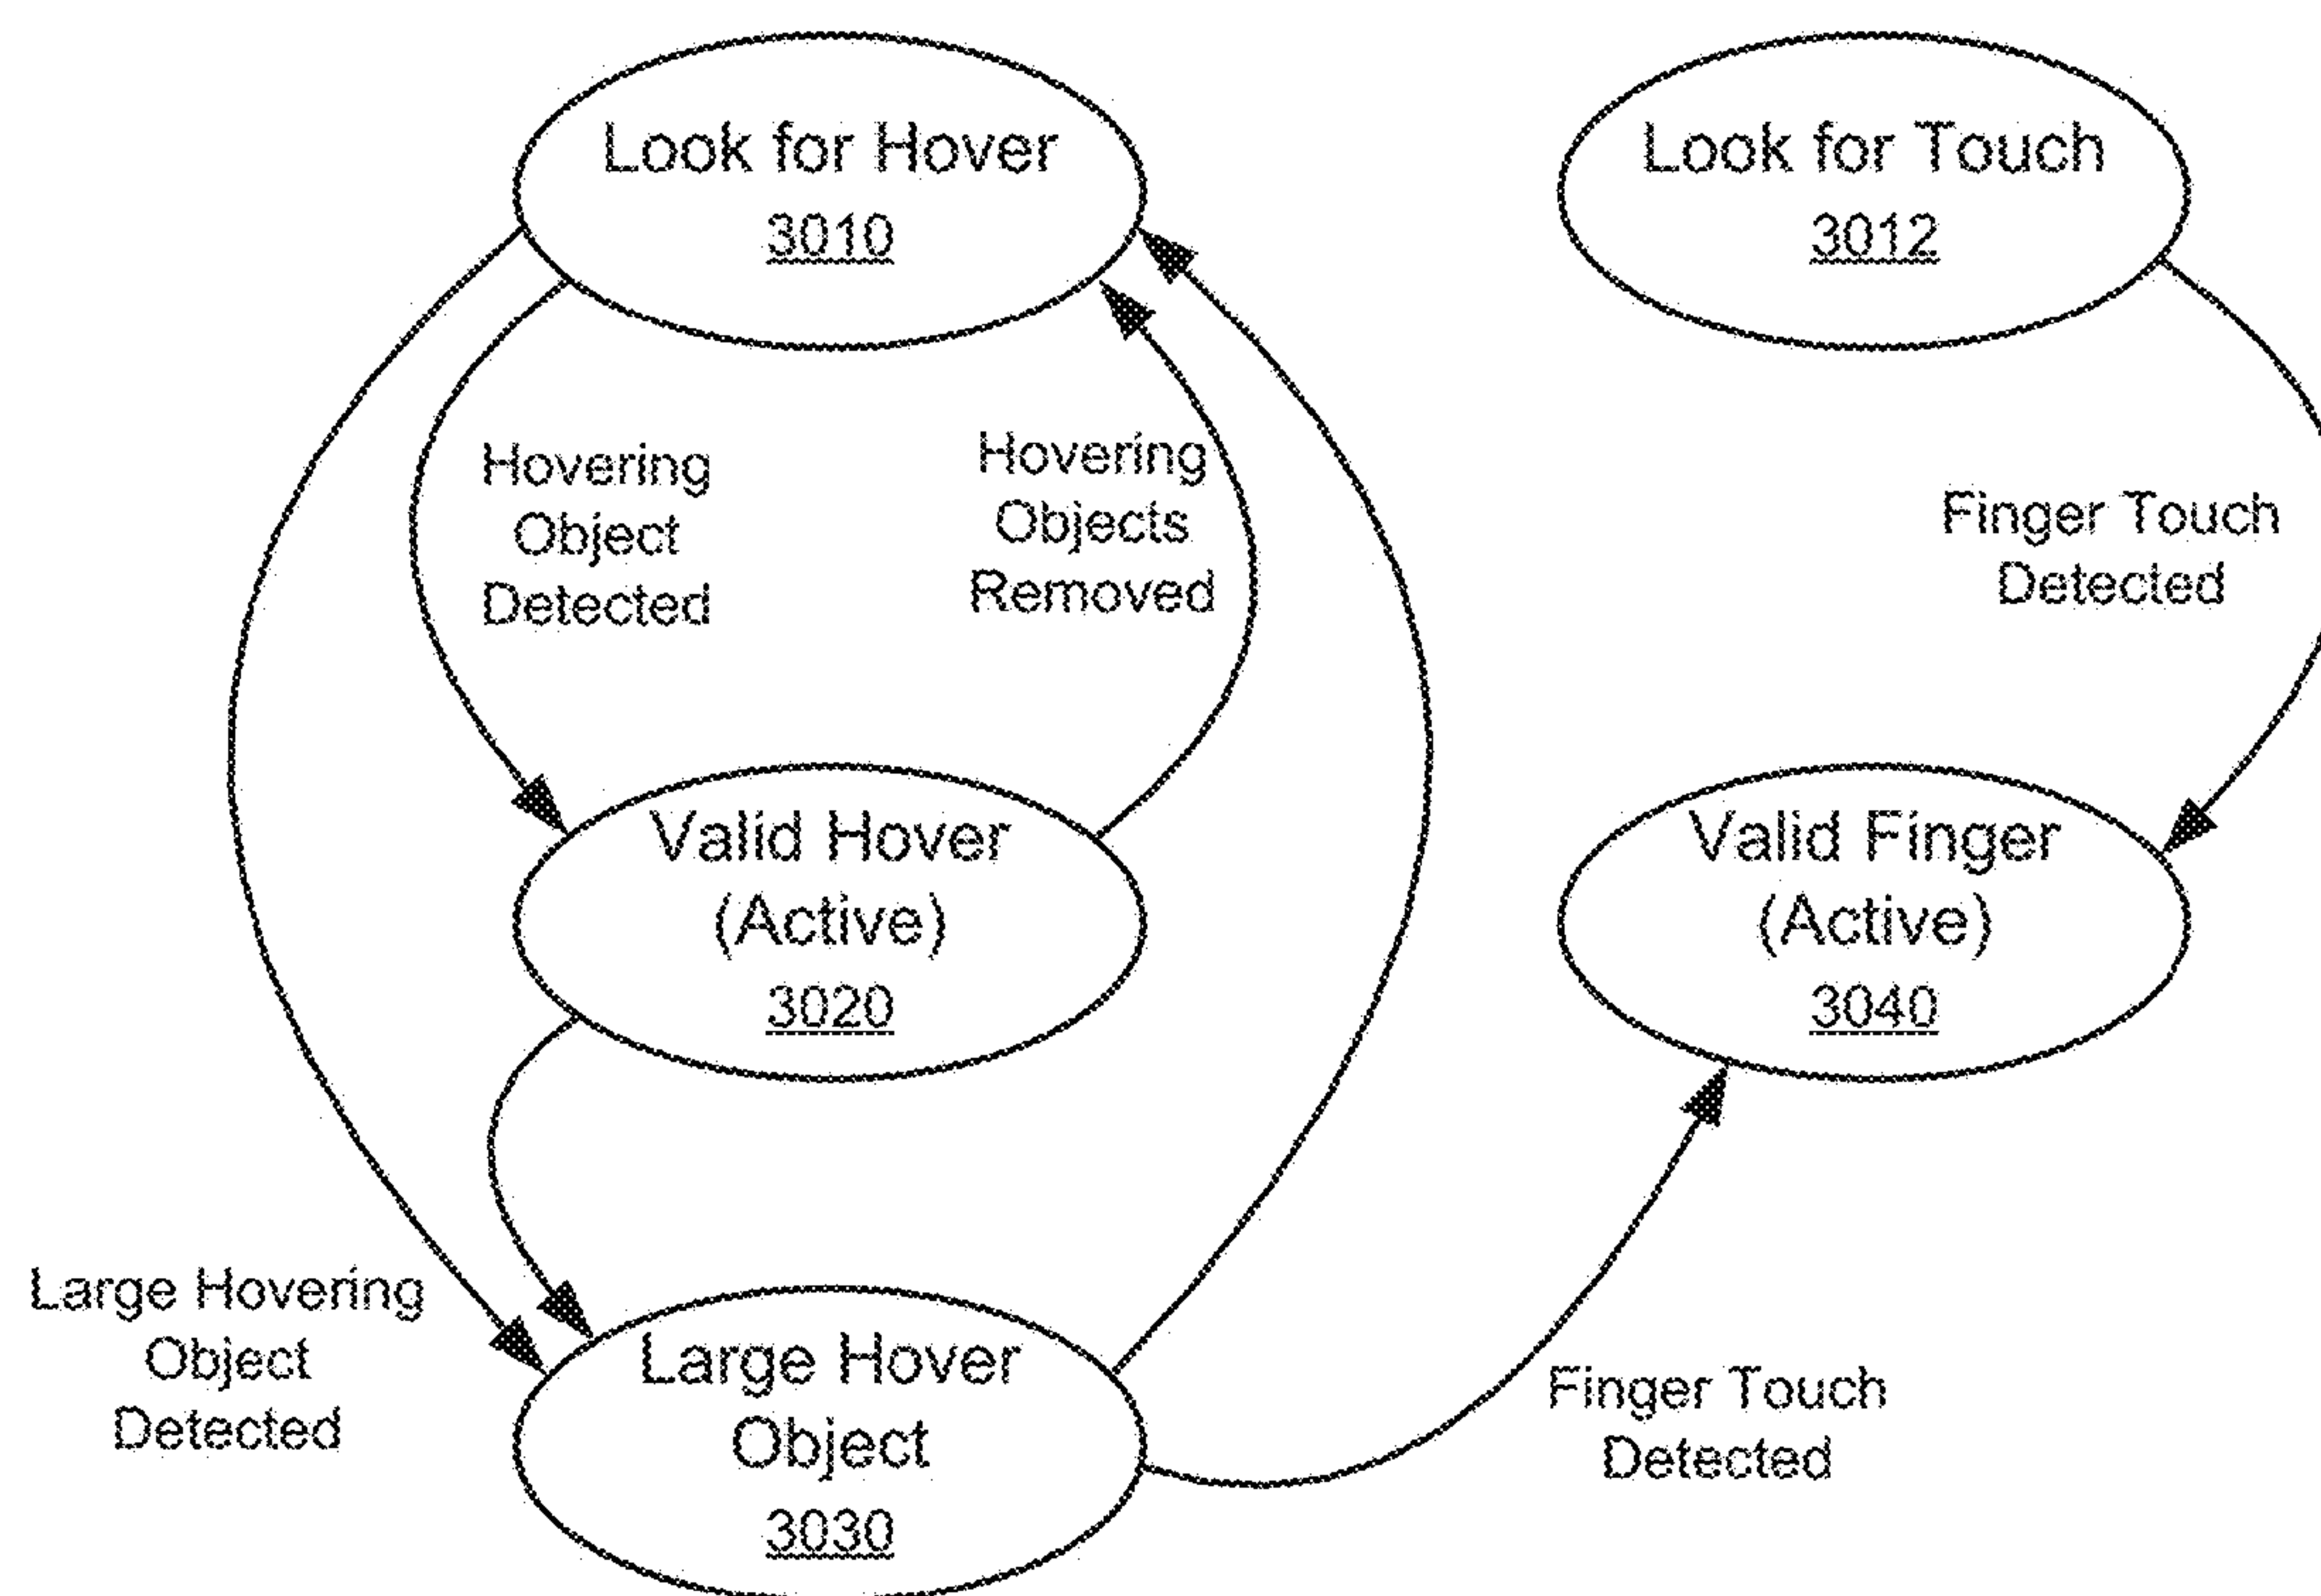 Look for Hover
3010
Look for Touch
3012
Hovering
Object
Detected
Hovering
Objects
Removed
Finger Touch
Detected
Valid Hover
(Active)
3020
Valid Finger
(Active)
3040
Large Hovering
Object
Detected
Large Hover
Object
3030
Finger Touch
Detected